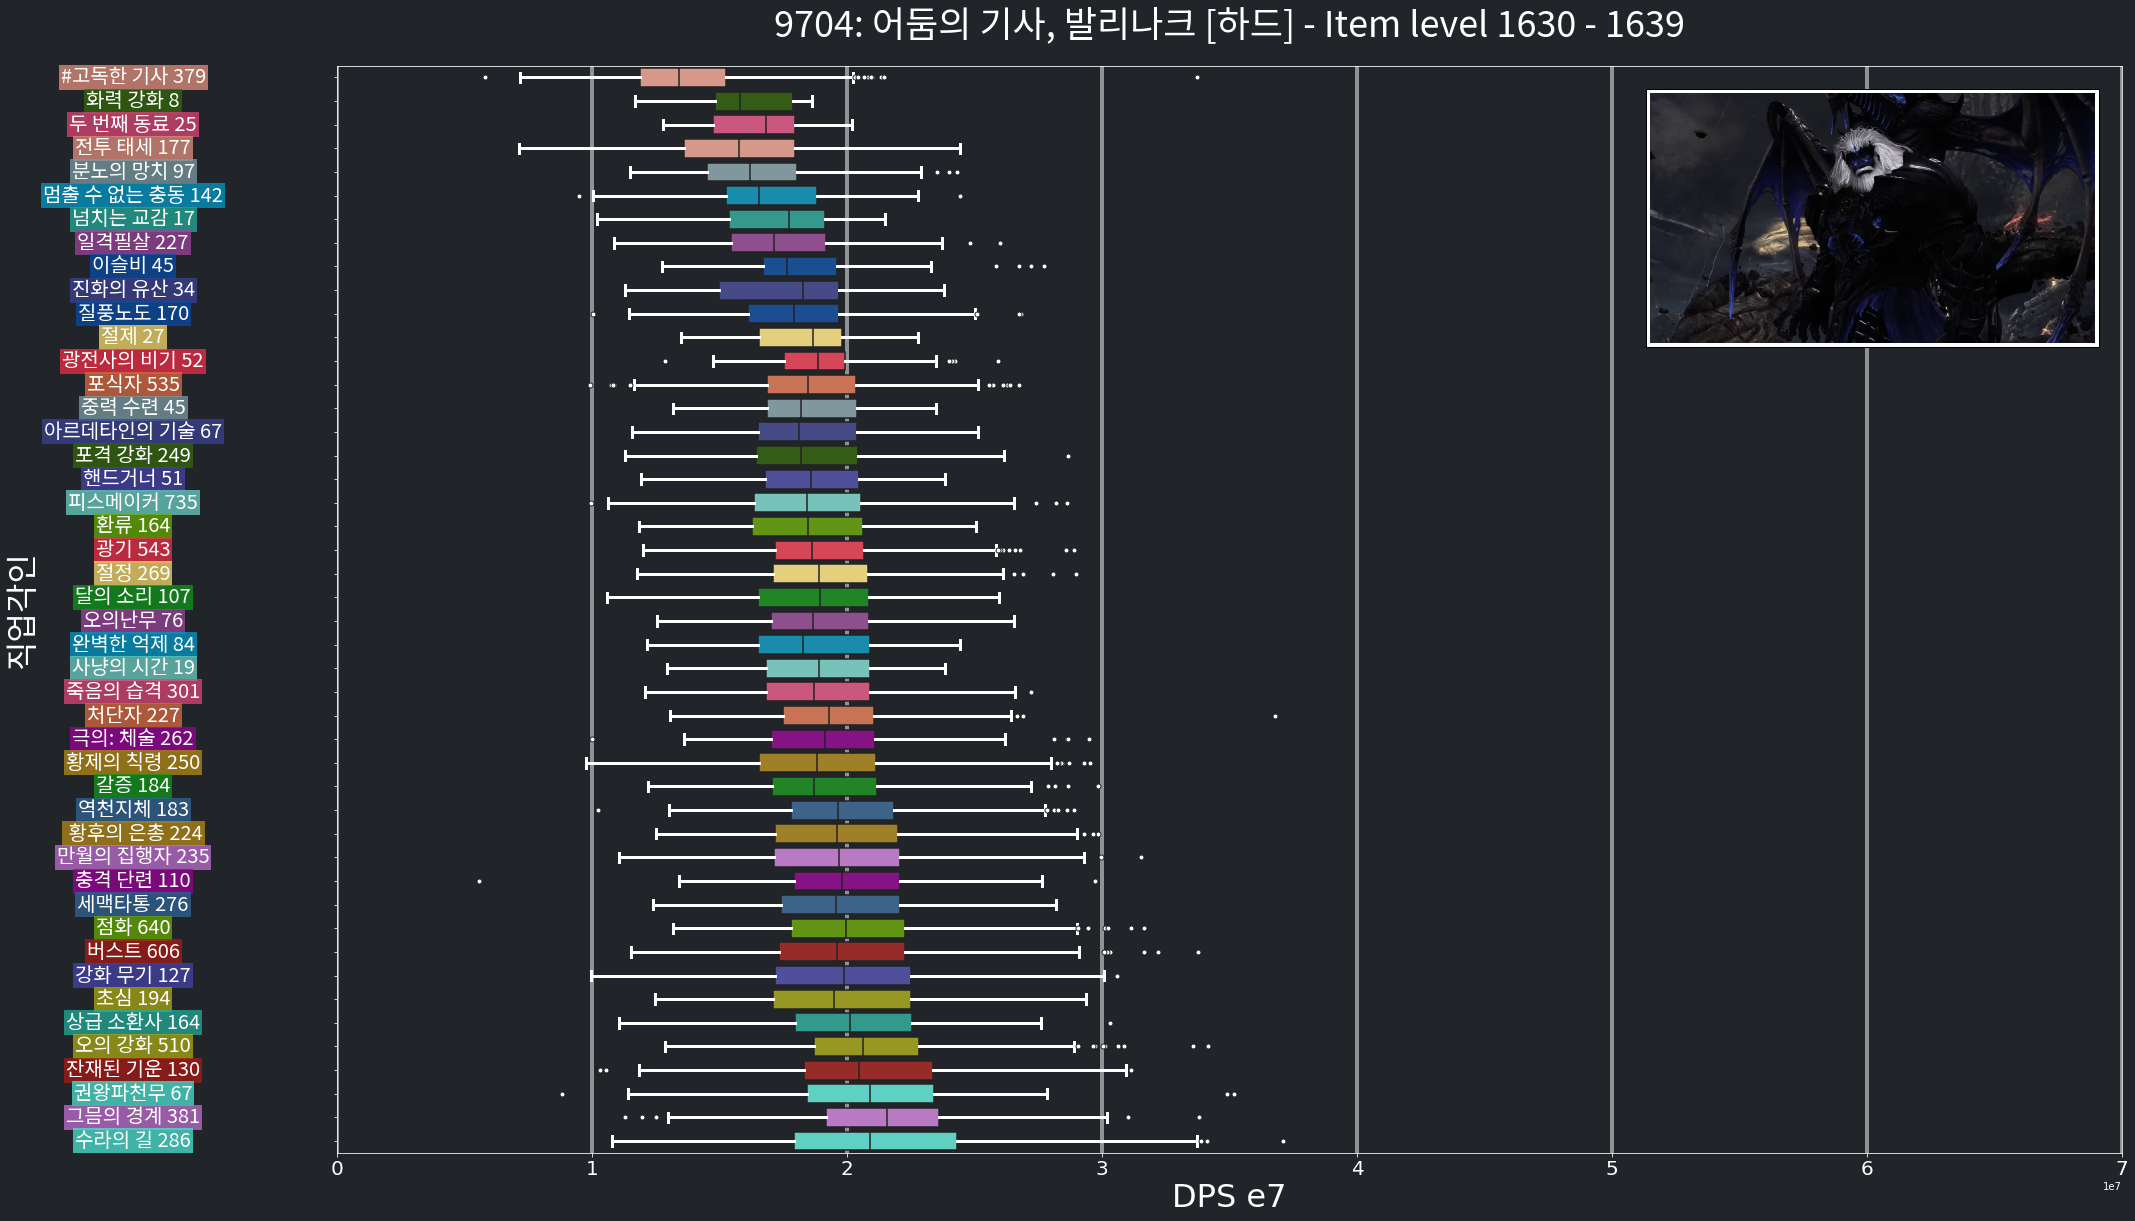 9704: 어둠의 기사, 발리나크 [하드] - Item level 1630 - 1639
직업각인
#고독한 기사 379
화력 강화 8
두 번째 동료 25
전투 태세 177
분노의 망치 97
멈출 수 없는 충동 142
넘치는 교감 17
일격필살 227
이슬비 45
진화의 유산 34
질풍노도 170
절제 27
광전사의 비기 52
포식자 535
중력 수련 45
아르데타인의 기술 67
포격 강화 249
핸드거너 51
피스메이커 735
환류 164
광기 543
절정 269
달의 소리 107
오의난무 76
완벽한 억제 84
사냥의 시간 19
죽음의 습격 301
처단자 227
극의: 체술 262
황제의 칙령 250
갈증 184
역천지체 183
황후의 은총 224
만월의 집행자 235
충격 단련 110
세맥타통 276
점화 640
버스트 606
강화 무기 127
초심 194
상급 소환사 164
오의 강화 510
잔재된 기운 130
권왕파천무 67
그믐의 경계 381
수라의 길 286
0 1 2 3 4 5 6 7
1e7
DPS e7